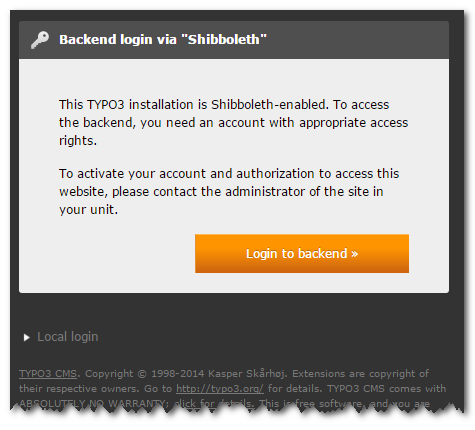 Backend login via "Shibboleth"
This TYPO3 installation is Shibboleth-enabled. To access
the backend, you need an account with appropriate access
rights.
To activate your account and authorization to access this
website, please contact the administrator of the site in
your unit.
Login to backend »
Local login
TYPO3 CMS. Copyright © 1998-2014 Kasper Skårhøj. Extensions are copyright of
their respective owners. Go to http://typo3.org/ for details. TYPO3 CMS comes with
ABSOLUTELY NO WARRANTY; click for details. This is free software, and you are